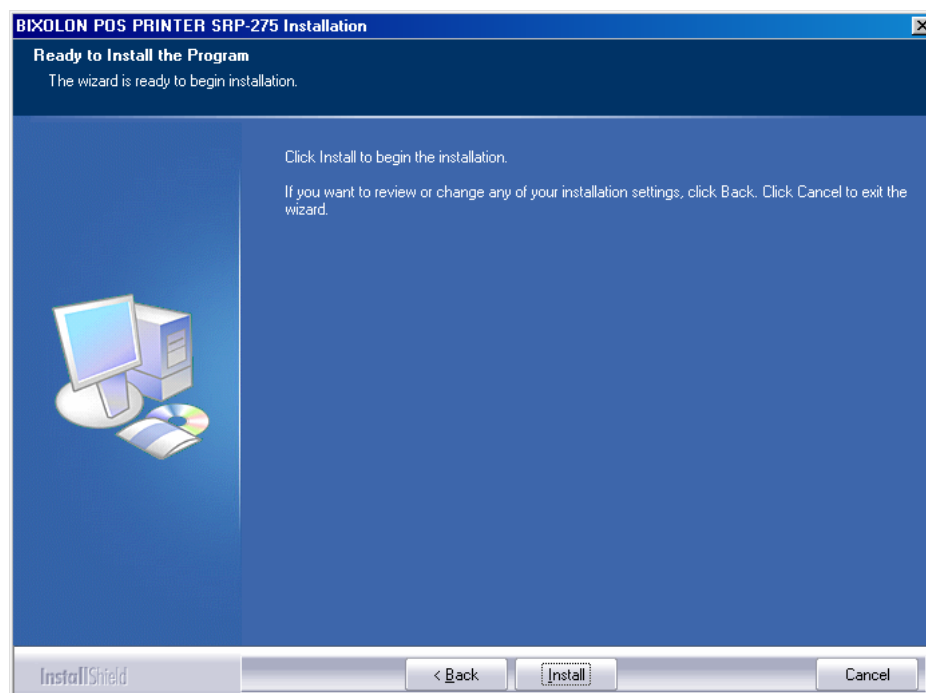 BIXOLON POS PRINTER SRP-275 Installation
Ready to Install the Program
The wizard is ready to begin installation.
Click Install to begin the installation.
If you want to review or change any of your installation settings, click Back. Click Cancel to exit the
wizard.
InstallShield
< Back
Install
Cancel